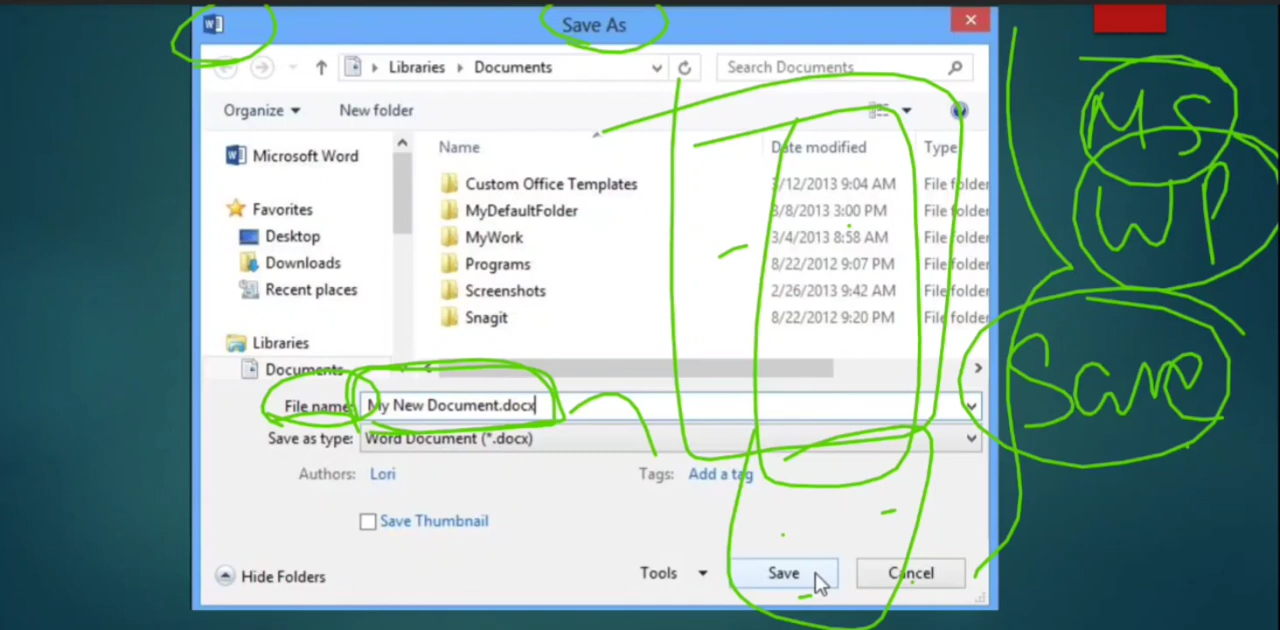 Save As
Libraries Documents
Search Documents
Organize New folder
Microsoft Word
Favorites
Desktop
Downloads
Recent places
Libraries
Documents
Name Date modified Type
Custom Office Templates 3/12/2013 9:04 AM File folder
MyDefaultFolder 3/8/2013 3:00 PM File folder
MyWork 3/4/2013 8:58 AM File folder
Programs 8/22/2012 9:07 PM File folder
Screenshots 2/26/2013 9:42 AM File folder
Snagit 8/22/2012 9:20 PM File folder
File name: My New Document.docx
Save as type: Word Document (*.docx)
Authors: Lori Tags: Add a tag
Save Thumbnail
Hide Folders Tools Save Cancel
MS
WP
Save